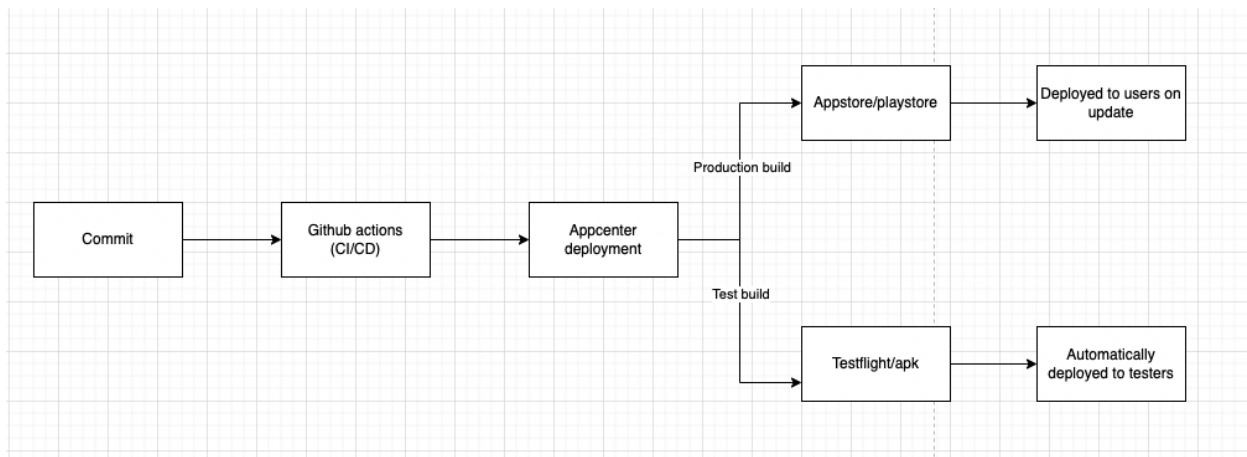 Commit
Github actions
(CI/CD)
Appcenter
deployment
Production build
Appstore/playstore
Deployed to users on
update
Test build
Testflight/apk
Automatically
deployed to testers